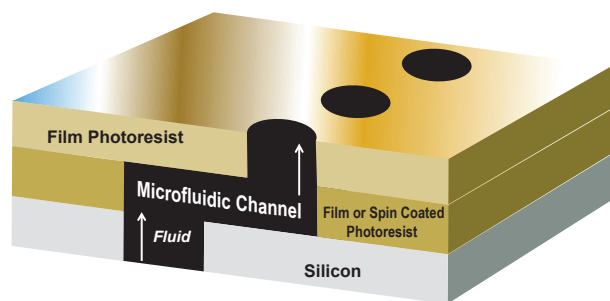 Film Photoresist
Microfluidic Channel
Film or Spin Coated
Photoresist
Fluid
Silicon